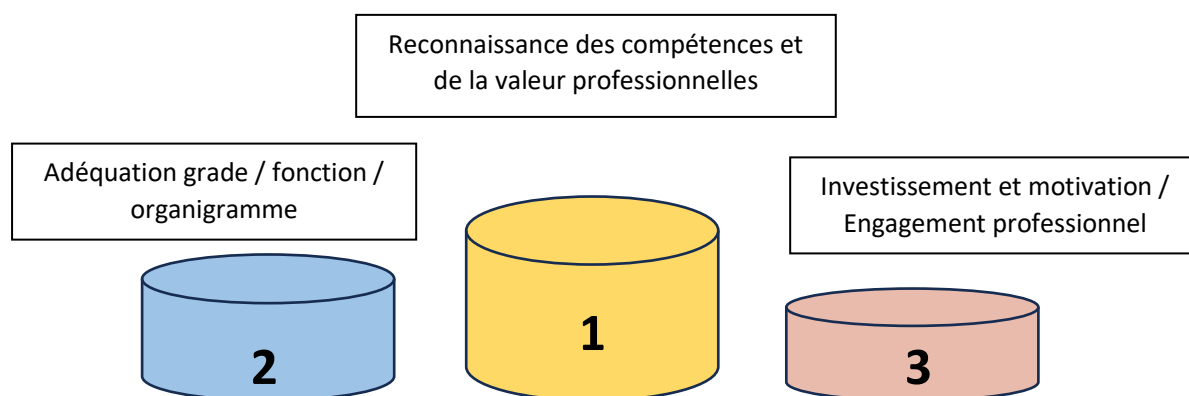 Reconnaissance des compétences et
de la valeur professionnelles
Adéquation grade / fonction /
organigramme
Investissement et motivation /
Engagement professionnel
2
1
3